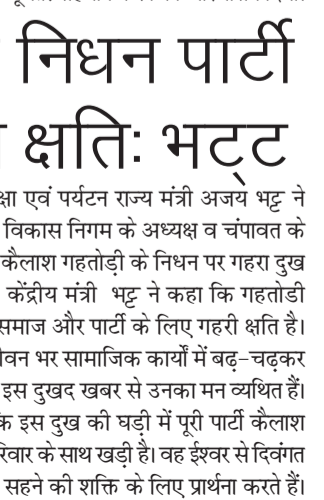 निधन पार्टी
क्षतिः भट्ट
एवं पर्यटन राज्य मंत्री अजय भट्ट ने
विकास निगम के अध्यक्ष व चंपावत के
कैलाश गहतोड़ी के निधन पर गहरा दुख
केंद्रीय मंत्री भट्ट ने कहा कि गहतोडी
समाज और पार्टी के लिए गहरी क्षति है।
भर सामाजिक कार्यों में बढ़-चढ़कर
इस दुखद खबर से उनका मन व्यथित हैं।
इस दुख की घड़ी में पूरी पार्टी कैलाश
के साथ खड़ी है। वह ईश्वर से दिवंगत
सहने की शक्ति के लिए प्रार्थना करते हैं।